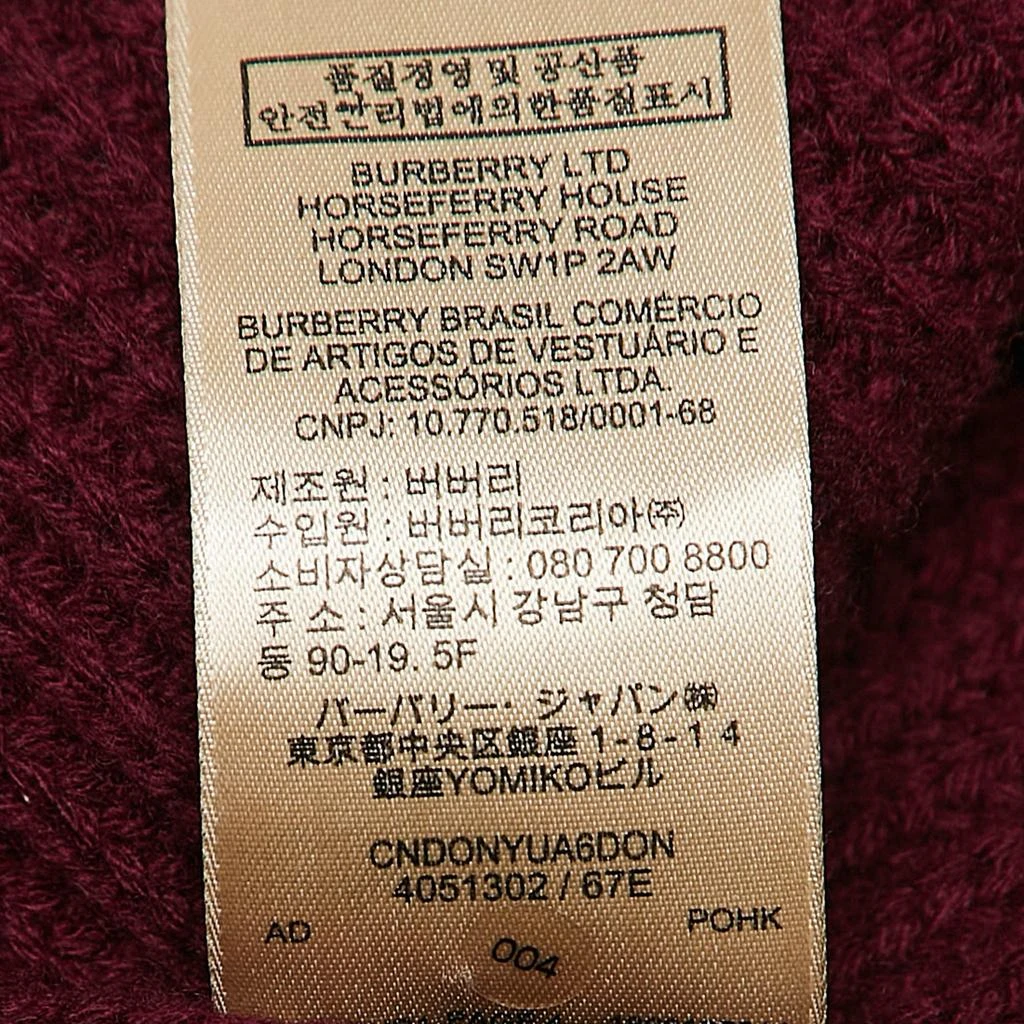 품질경영 및 공산품
안전관리법에의한품질표시
BURBERRY LTD
HORSEFERRY HOUSE
HORSEFERRY ROAD
LONDON SW1P 2AW
BURBERRY BRASIL COMÉRCIO
DE ARTIGOS DE VESTUÁRIO E
ACESSÓRIOS LTDA.
CNPJ: 10.770.518/0001-68
제조원 : 버버리
수입원 : 버버리코리아㈜
소비자상담실 : 080 700 8800
주 소 : 서울시 강남구 청담
동 90-19. 5F
バーバリー・ジャパン㈱
東京都中央区銀座 1-8-14
銀座YOMIKOビル
CNDONYUA6DON
4051302 / 67E
AD
POHK
004